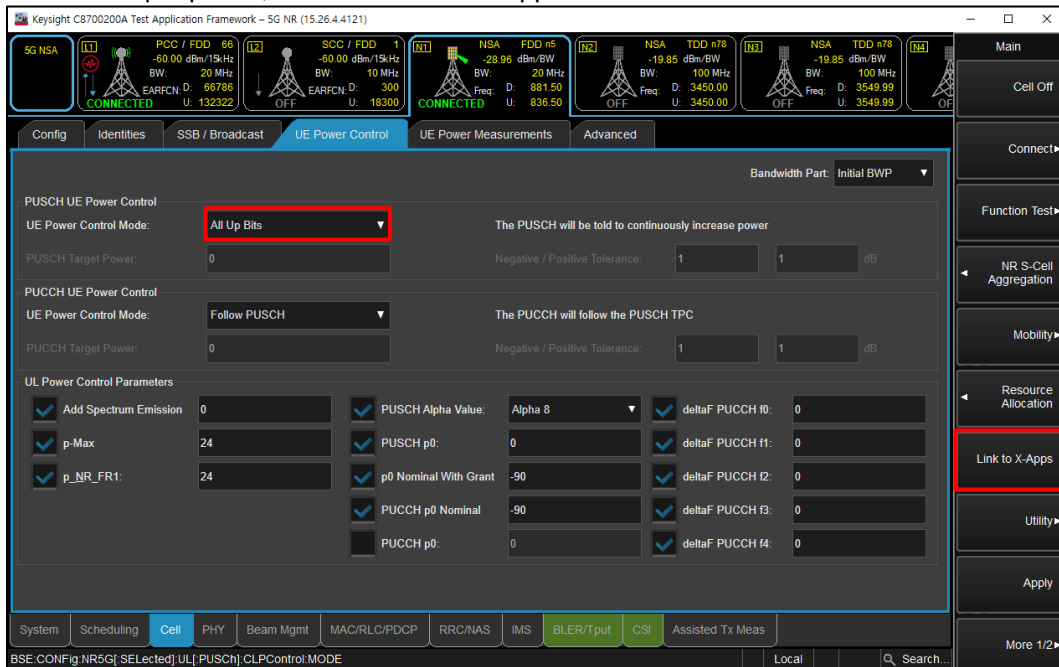 Keysight C8700200A Test Application Framework – 5G NR (15.26.4.4121)
5G NSA
L1
PCC / FDD 66
-60.00 dBm/15kHz
BW: 20 MHz
EARFCN: D: 66786
U: 132322
CONNECTED
L2
SCC / FDD 1
-60.00 dBm/15kHz
BW: 10 MHz
EARFCN: D: 300
U: 18300
OFF
N1
NSA FDD n5
-28.96 dBm/BW
BW: 20 MHz
Freq: D: 881.50
U: 836.50
CONNECTED
N2
NSA TDD n78
-19.85 dBm/BW
BW: 100 MHz
Freq: D: 3450.00
U: 3450.00
OFF
N3
NSA TDD n78
-19.85 dBm/BW
BW: 100 MHz
Freq: D: 3549.99
U: 3549.99
OFF
N4
Config Identities SSB / Broadcast UE Power Control UE Power Measurements Advanced
Bandwidth Part: Initial BWP
PUSCH UE Power Control
UE Power Control Mode: All Up Bits The PUSCH will be told to continuously increase power
PUSCH Target Power: 0 Negative / Positive Tolerance: 1 1 dB
PUCCH UE Power Control
UE Power Control Mode: Follow PUSCH The PUCCH will follow the PUSCH TPC
PUCCH Target Power: 0 Negative / Positive Tolerance: 1 1 dB
UL Power Control Parameters
Add Spectrum Emission 0 PUSCH Alpha Value: Alpha 8 deltaF PUCCH f0: 0
p-Max 24 PUSCH p0: 0 deltaF PUCCH f1: 0
p_NR_FR1: 24 p0 Nominal With Grant -90 deltaF PUCCH f2: 0
PUCCH p0 Nominal -90 deltaF PUCCH f3: 0
PUCCH p0: 0 deltaF PUCCH f4: 0
System Scheduling Cell PHY Beam Mgmt MAC/RLC/PDCP RRC/NAS IMS BLER/Tput CSI Assisted Tx Meas
BSE:CONFig:NR5G[:SELected]:UL[:PUSCh]:CLPControl:MODE Local Search...
Main
Cell Off
Connect
Function Test
NR S-Cell
Aggregation
Mobility
Resource
Allocation
Link to X-Apps
Utility
Apply
More 1/2